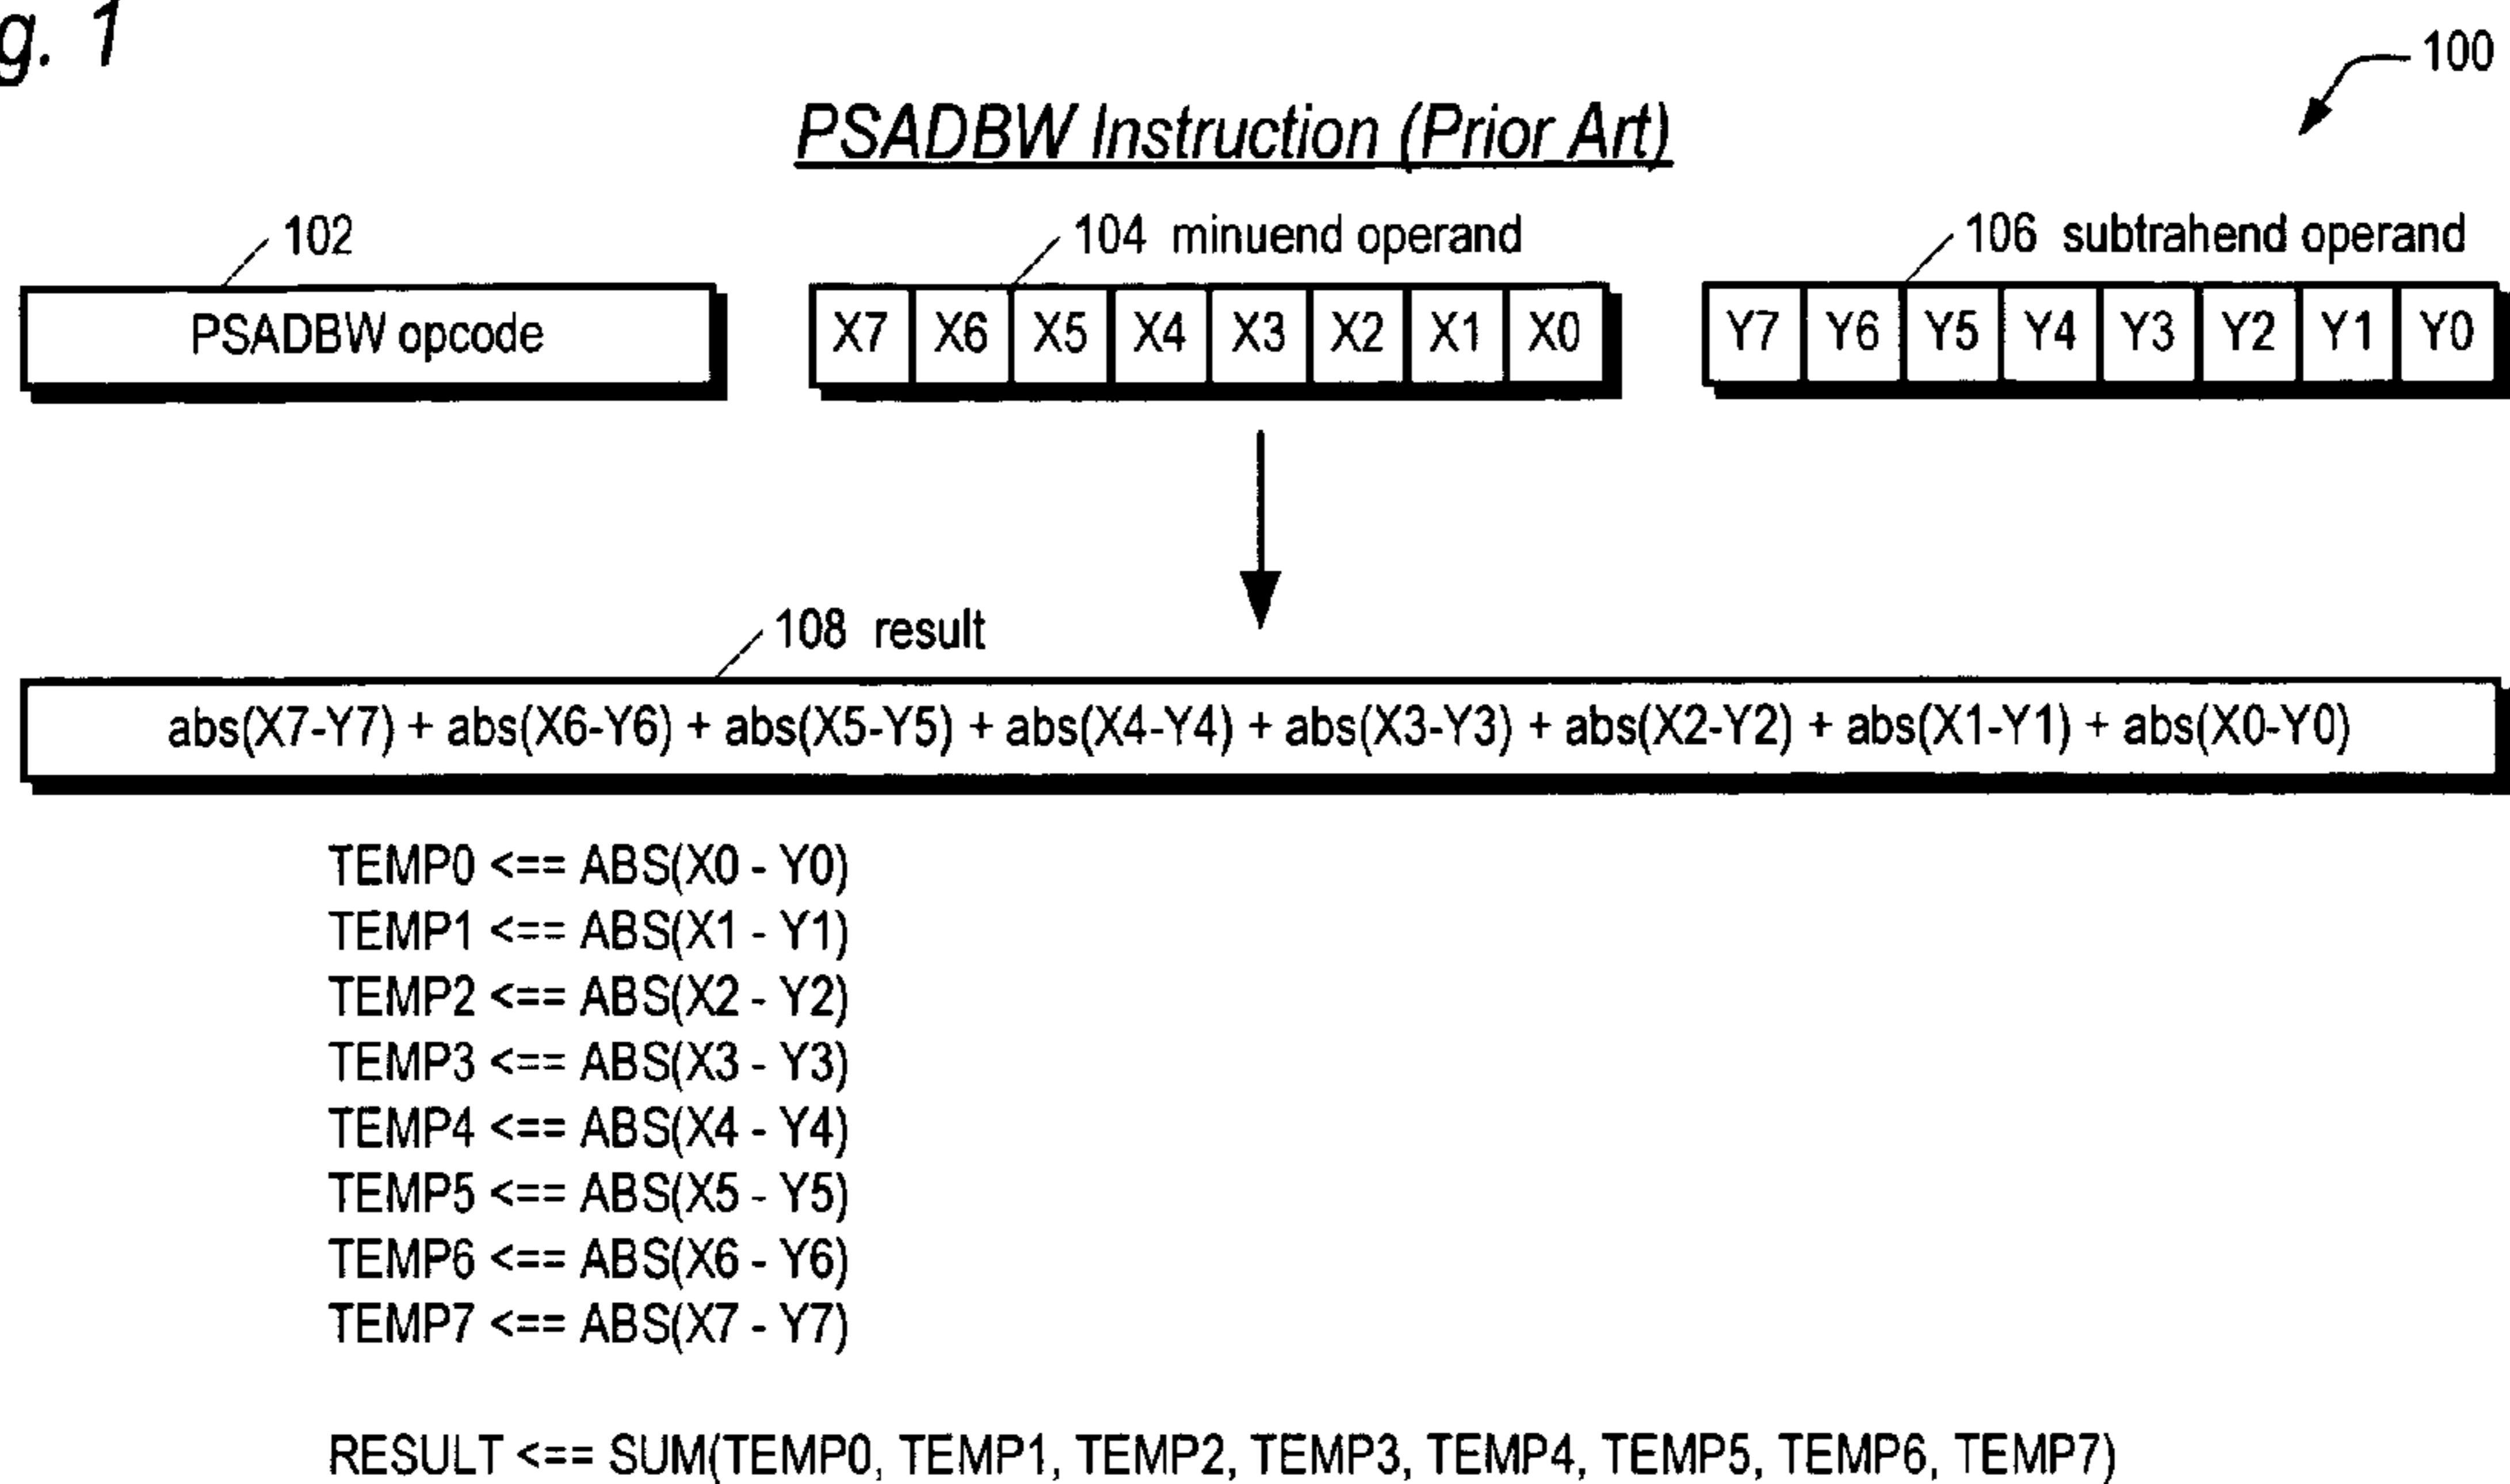 g. 1
100
PSADBW Instruction (Prior Art)
102
104 minuend operand
106 subtrahend operand
PSADBW opcode
X7 X6 X5 X4 X3 X2 X1 X0
Y7 Y6 Y5 Y4 Y3 Y2 Y1 Y0
108 result
abs(X7-Y7) + abs(X6-Y6) + abs(X5-Y5) + abs(X4-Y4) + abs(X3-Y3) + abs(X2-Y2) + abs(X1-Y1) + abs(X0-Y0)
TEMP0 <== ABS(X0 - Y0)
TEMP1 <== ABS(X1 - Y1)
TEMP2 <== ABS(X2 - Y2)
TEMP3 <== ABS(X3 - Y3)
TEMP4 <== ABS(X4 - Y4)
TEMP5 <== ABS(X5 - Y5)
TEMP6 <== ABS(X6 - Y6)
TEMP7 <== ABS(X7 - Y7)
RESULT <== SUM(TEMP0, TEMP1, TEMP2, TEMP3, TEMP4, TEMP5, TEMP6, TEMP7)